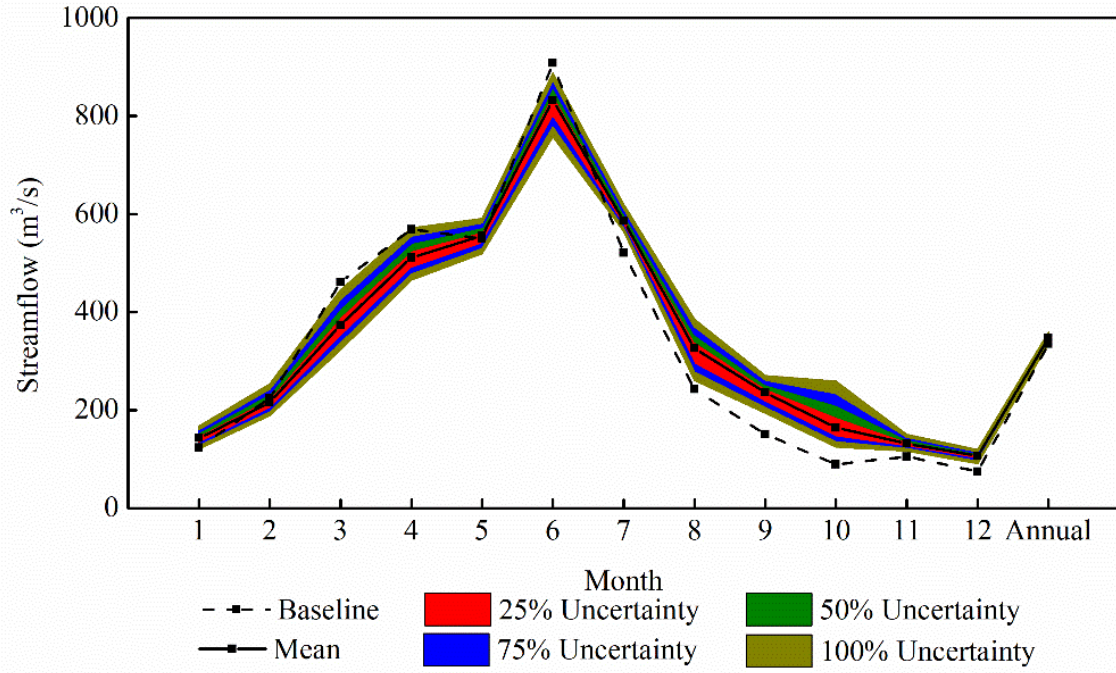 1000
800
600
400
200
0
Streamflow (m³/s)
1 2 3 4 5 6 7 8 9 10 11 12 Annual
Month
Baseline 25% Uncertainty 50% Uncertainty
Mean 75% Uncertainty 100% Uncertainty